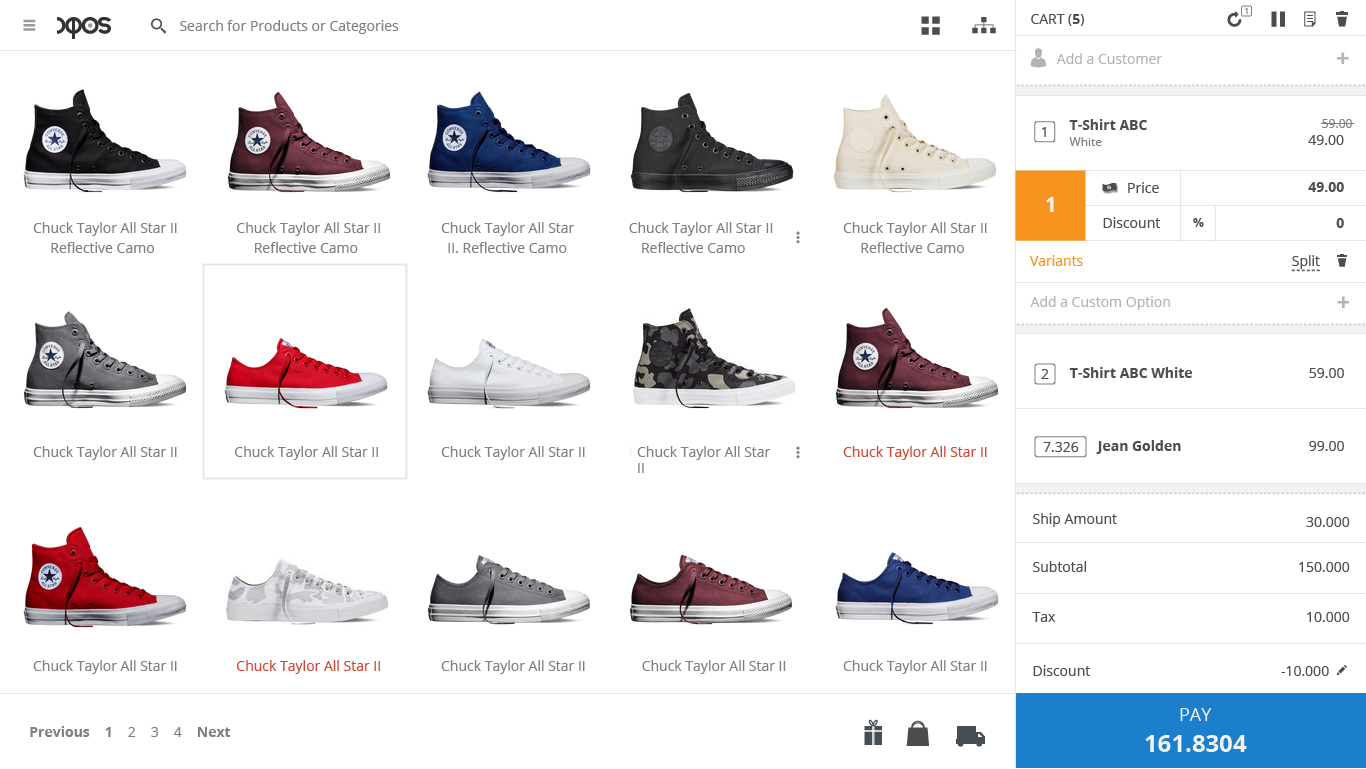 Search for Products or Categories
Chuck Taylor All Star II
Reflective Camo
Chuck Taylor All Star II
Reflective Camo
Chuck Taylor All Star
II. Reflective Camo
Chuck Taylor All Star II
Reflective Camo
Chuck Taylor All Star II
Reflective Camo
Chuck Taylor All Star II
Chuck Taylor All Star II
Chuck Taylor All Star II
Chuck Taylor All Star
II
Chuck Taylor All Star II
Chuck Taylor All Star II
Chuck Taylor All Star II
Chuck Taylor All Star II
Chuck Taylor All Star II
Chuck Taylor All Star II
Previous 1 2 3 4 Next
CART (5) 1
Add a Customer +
1 T-Shirt ABC 59.00
White 49.00
1 Price 49.00
Discount % 0
Variants Split
Add a Custom Option +
2 T-Shirt ABC White 59.00
7.326 Jean Golden 99.00
Ship Amount 30.000
Subtotal 150.000
Tax 10.000
Discount -10.000
PAY
161.8304